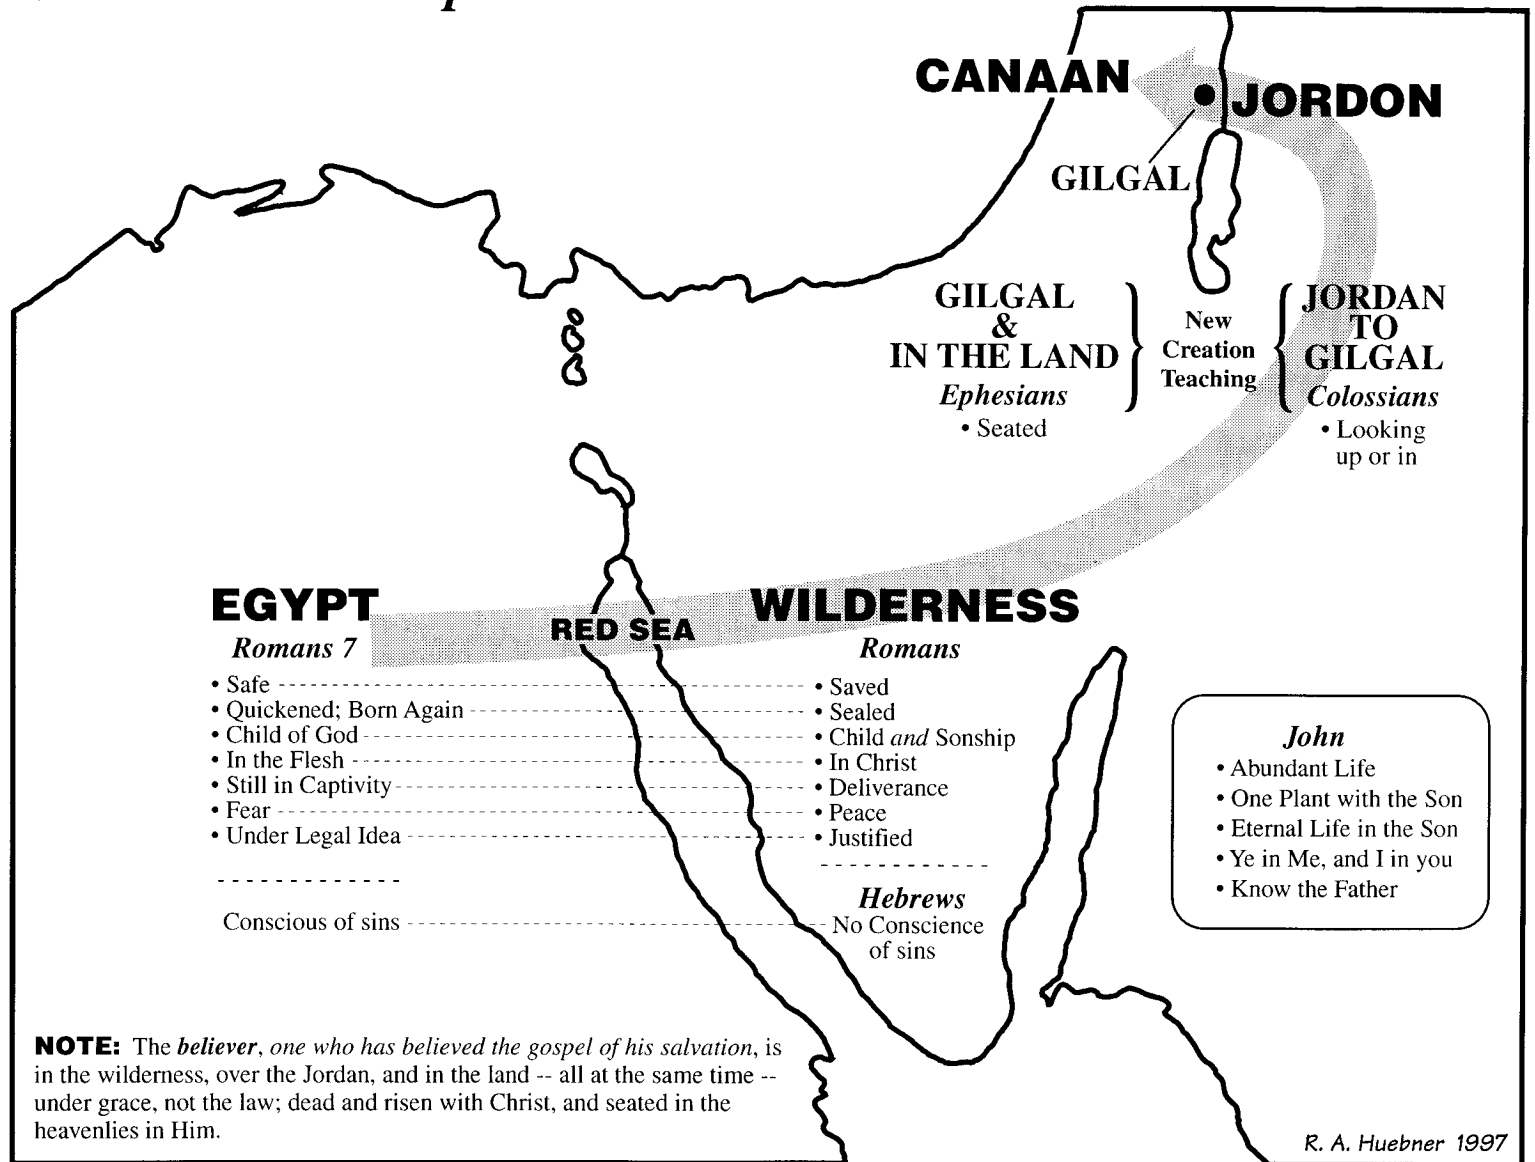 CANAAN
JORDON
GILGAL
GILGAL
&
IN THE LAND
Ephesians
• Seated
New
Creation
Teaching
JORDAN
TO
GILGAL
Colossians
• Looking
up or in
EGYPT
Romans 7
RED SEA
WILDERNESS
Romans
• Safe
• Saved
• Quickened; Born Again
• Sealed
• Child of God
• Child and Sonship
• In the Flesh
• In Christ
• Still in Captivity
• Deliverance
• Fear
• Peace
• Under Legal Idea
• Justified
Hebrews
Conscious of sins
No Conscience
of sins
John
• Abundant Life
• One Plant with the Son
• Eternal Life in the Son
• Ye in Me, and I in you
• Know the Father
NOTE: The believer, one who has believed the gospel of his salvation, is
in the wilderness, over the Jordan, and in the land -- all at the same time --
under grace, not the law; dead and risen with Christ, and seated in the
heavenlies in Him.
R. A. Huebner 1997